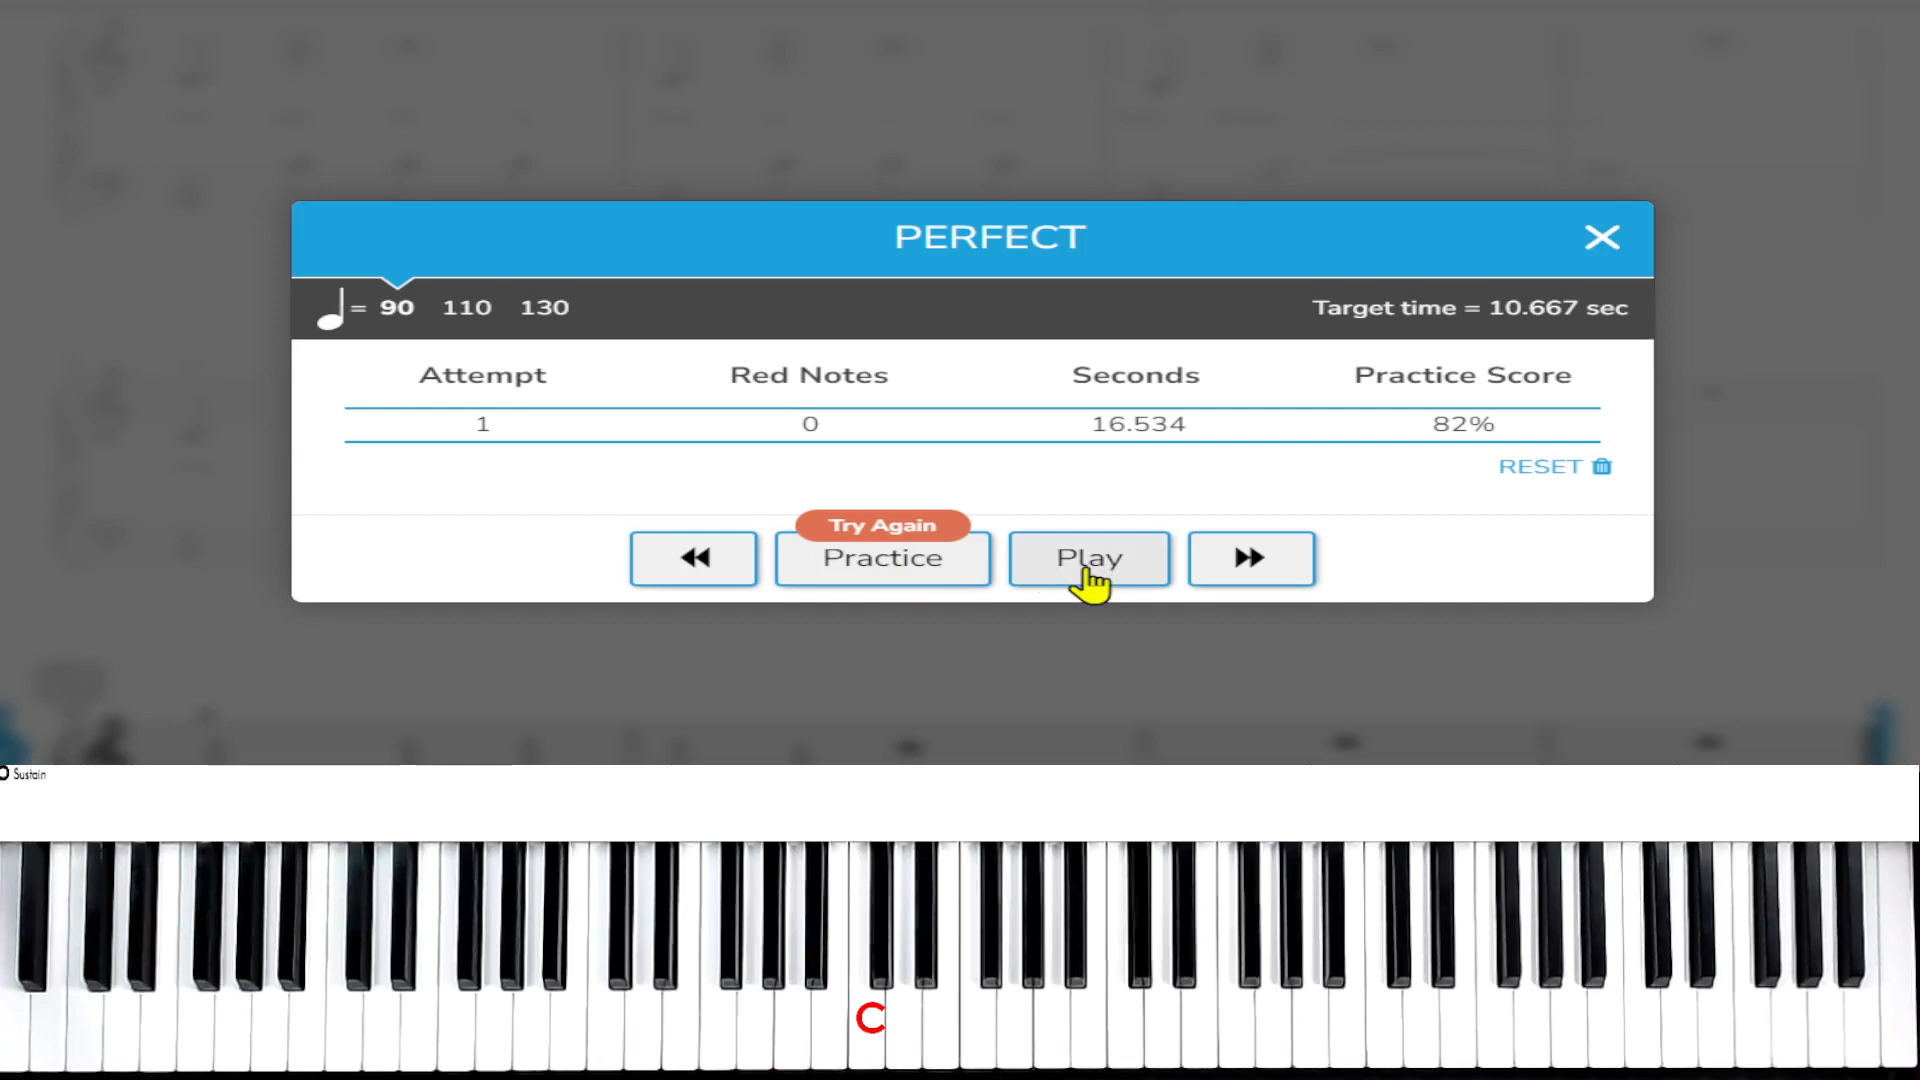 PERFECT
= 90 110 130 Target time = 10.667 sec
Attempt Red Notes Seconds Practice Score
1 0 16.534 82%
RESET
Try Again
Practice Play
Sustain
C